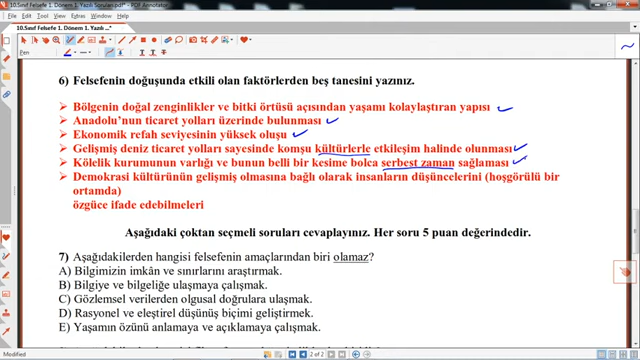 10.Sınıf Felsefe 1. Dönem 1. Yazılı Soruları.pdf* - PDF Annotator
File Edit Insert View Tools Window Help
10.Sınıf Felsefe 1. Dönem 1. Yaz...*
Pen
6) Felsefenin doğuşunda etkili olan faktörlerden beş tanesini yazınız.
➢ Bölgenin doğal zenginlikler ve bitki örtüsü açısından yaşamı kolaylaştıran yapısı
➢ Anadolu'nun ticaret yolları üzerinde bulunması
➢ Ekonomik refah seviyesinin yüksek oluşu
➢ Gelişmiş deniz ticaret yolları sayesinde komşu kültürlerle etkileşim halinde olunması
➢ Kölelik kurumunun varlığı ve bunun belli bir kesime bolca serbest zaman sağlaması
➢ Demokrasi kültürünün gelişmiş olmasına bağlı olarak insanların düşüncelerini (hoşgörülü bir
ortamda)
özgüce ifade edebilmeleri
Aşağıdaki çoktan seçmeli soruları cevaplayınız. Her soru 5 puan değerindedir.
7) Aşağıdakilerden hangisi felsefenin amaçlarından biri olamaz?
A) Bilgimizin imkân ve sınırlarını araştırmak.
B) Bilgiye ve bilgeliğe ulaşmaya çalışmak.
C) Gözlemsel verilerden olgusal doğrulara ulaşmak.
D) Rasyonel ve eleştirel düşünüş biçimi geliştirmek.
E) Yaşamın özünü anlamaya ve açıklamaya çalışmak.
Modified
2 of 2